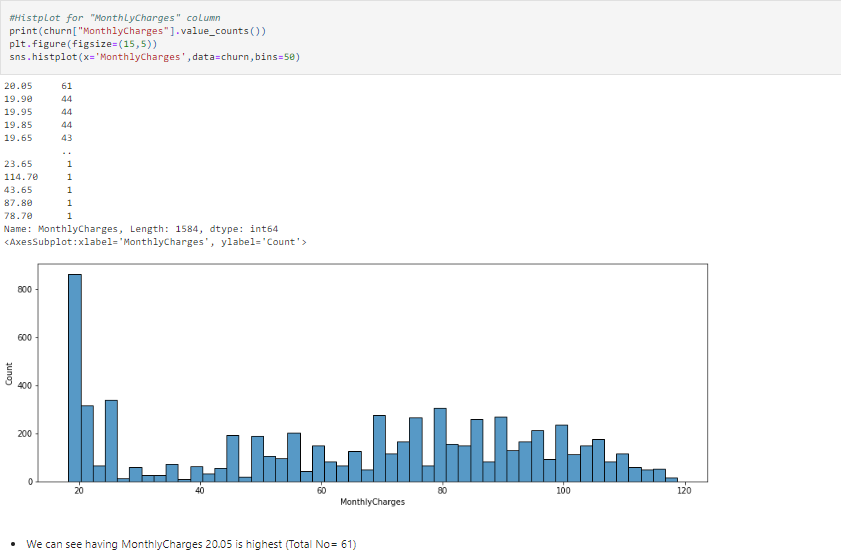 #Histplot for "MonthlyCharges" column
print(churn["MonthlyCharges"].value_counts())
plt.figure(figsize=(15,5))
sns.histplot(x='MonthlyCharges',data=churn,bins=50)
20.05 61
19.90 44
19.95 44
19.85 44
19.65 43
..
23.65 1
114.70 1
43.65 1
87.80 1
78.70 1
Name: MonthlyCharges, Length: 1584, dtype: int64
<AxesSubplot:xlabel='MonthlyCharges', ylabel='Count'>
800
600
400
200
0
Count
20 40 60 80 100 120
MonthlyCharges
• We can see having MonthlyCharges 20.05 is highest (Total No= 61)